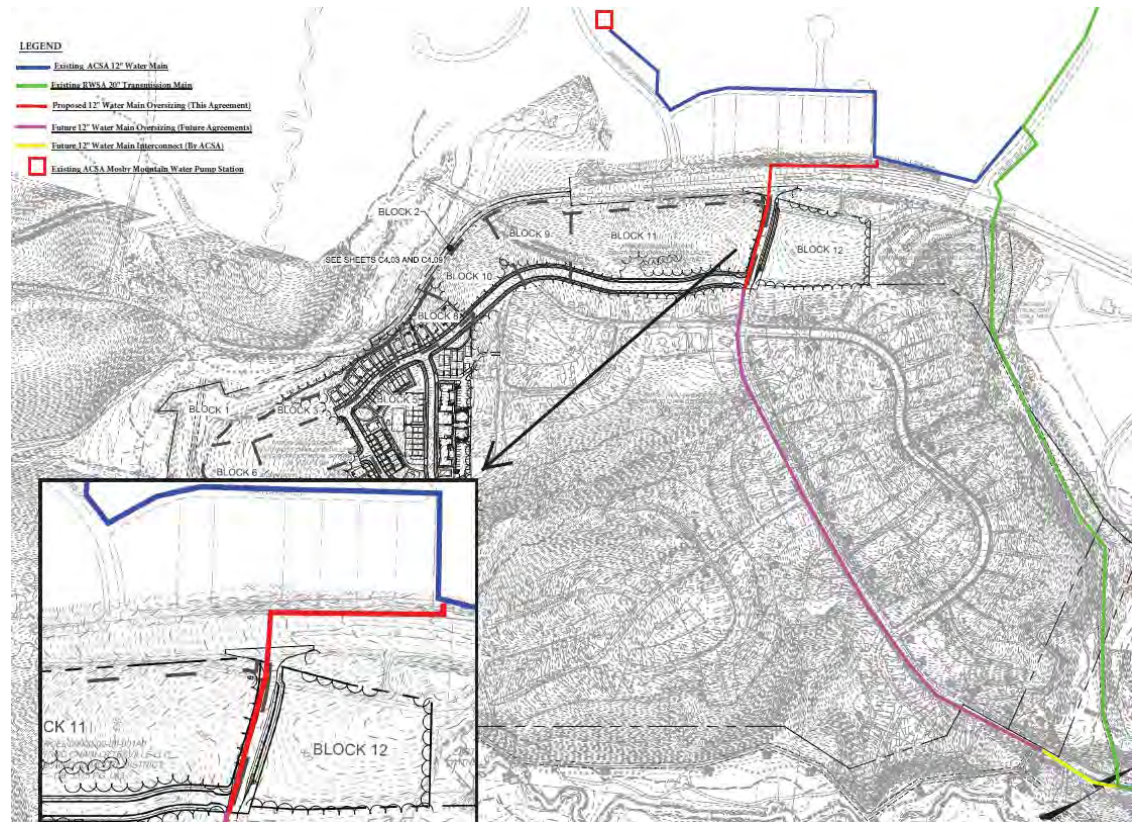 LEGEND
Existing ACSA 12" Water Main
Existing RWSA 20" Transmission Main
Proposed 12" Water Main Oversizing (This Agreement)
Future 12" Water Main Oversizing (Future Agreements)
Future 12" Water Main Interconnect (By ACSA)
Existing ACSA Mosby Mountain Water Pump Station
BLOCK 2
BLOCK 9
BLOCK 11
BLOCK 12
SEE SHEETS C4.03 AND C4.09
BLOCK 10
BLOCK 8
BLOCK 1
BLOCK 3
BLOCK 5
BLOCK 6
CK 11
BLOCK 12